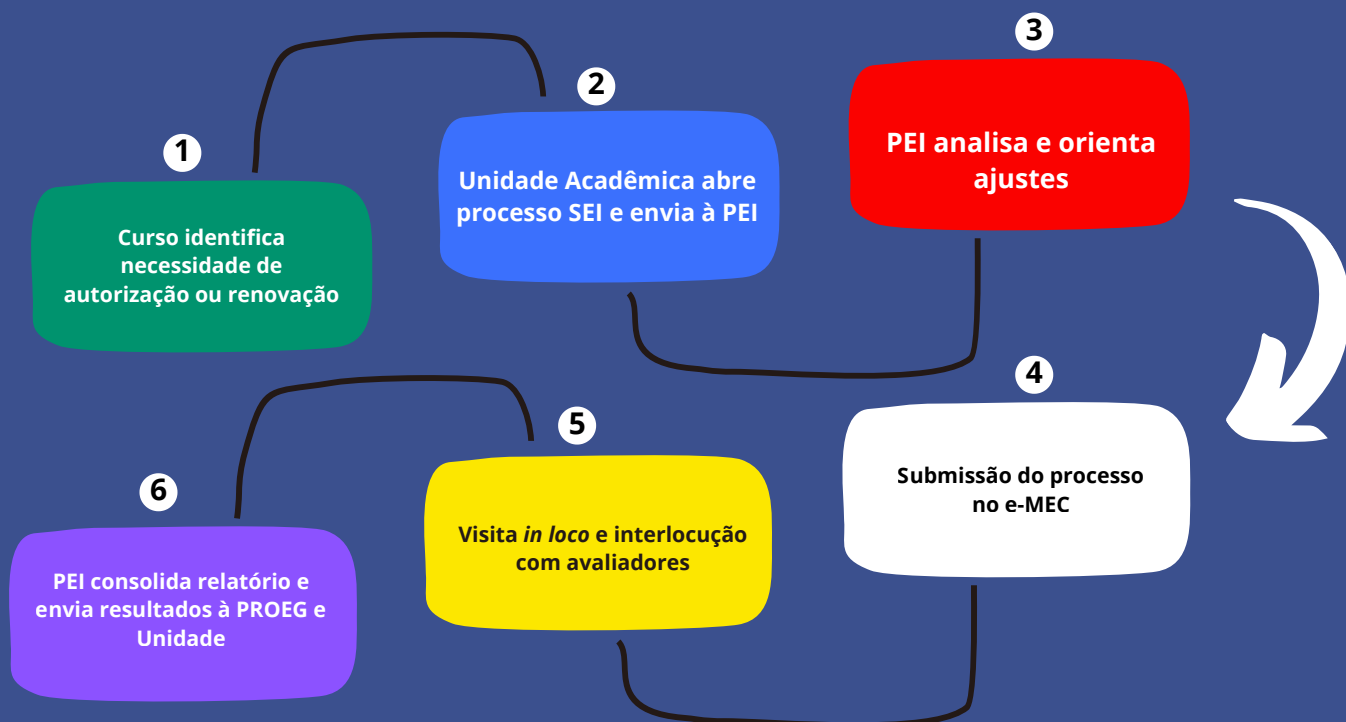 1
Curso identifica
necessidade de
autorização ou renovação
2
Unidade Acadêmica abre
processo SEI e envia à PEI
3
PEI analisa e orienta
ajustes
4
Submissão do processo
no e-MEC
5
Visita in loco e interlocução
com avaliadores
6
PEI consolida relatório e
envia resultados à PROEG e
Unidade